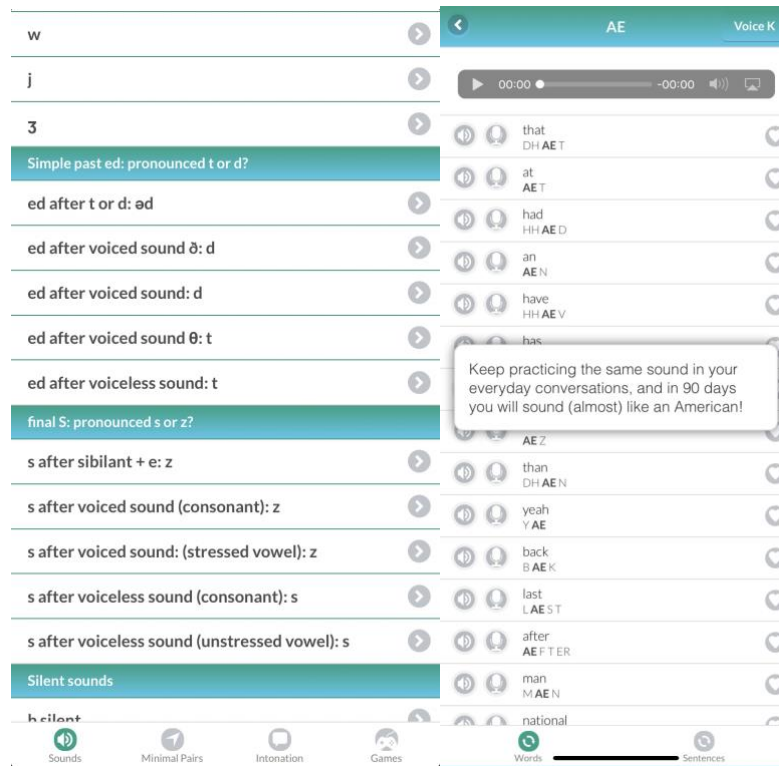 w
j
ʒ
Simple past ed: pronounced t or d?
ed after t or d: əd
ed after voiced sound ð: d
ed after voiced sound: d
ed after voiced sound θ: t
ed after voiceless sound: t
final S: pronounced s or z?
s after sibilant + e: z
s after voiced sound (consonant): z
s after voiced sound: (stressed vowel): z
s after voiceless sound (consonant): s
s after voiceless sound (unstressed vowel): s
Silent sounds
b silent
Sounds
Minimal Pairs
Intonation
Games
AE
Voice K
00:00
-00:00
that
DH AE T
at
AE T
had
HH AE D
an
AE N
have
HH AE V
has
Keep practicing the same sound in your
everyday conversations, and in 90 days
you will sound (almost) like an American!
AE Z
than
DH AE N
yeah
Y AE
back
B AE K
last
L AE S T
after
AE F T ER
man
M AE N
national
Words
Sentences